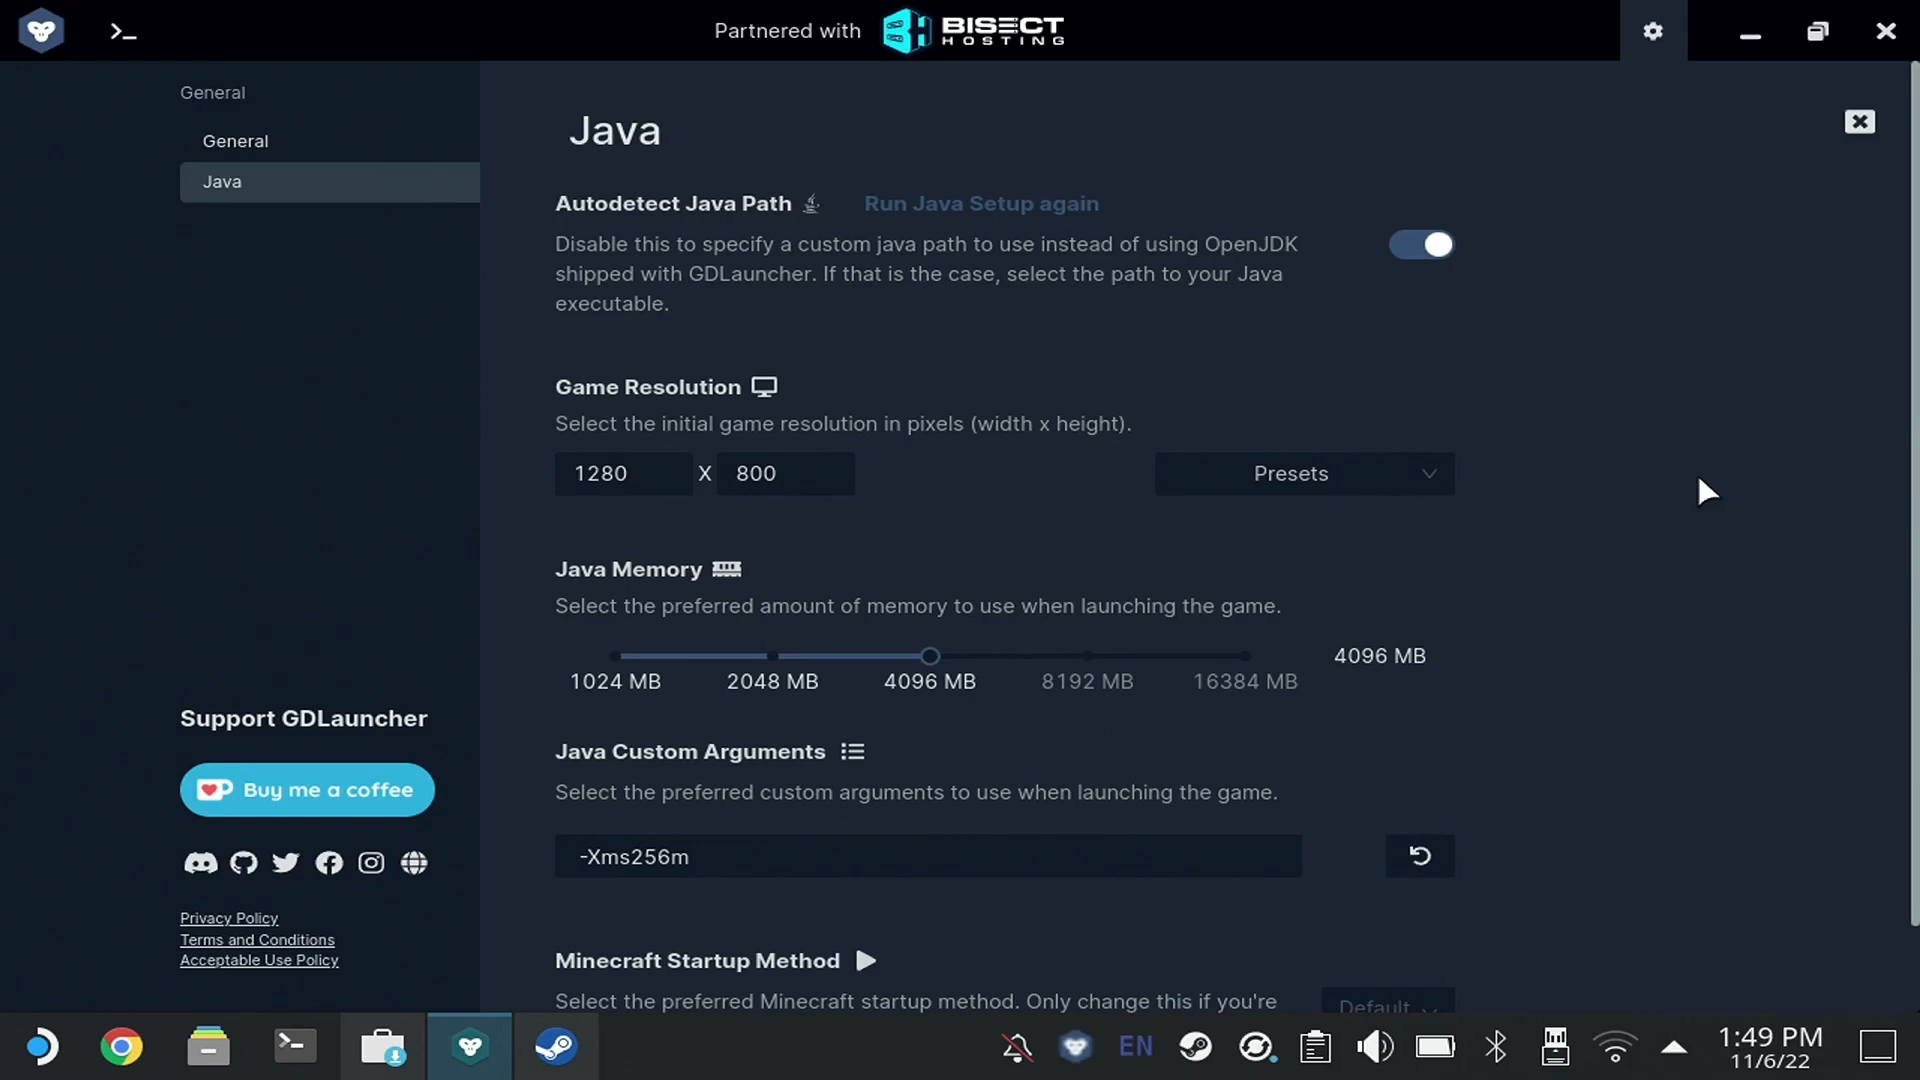 Partnered with BISECT HOSTING
General
General
Java
Java
Autodetect Java Path Run Java Setup again
Disable this to specify a custom java path to use instead of using OpenJDK
shipped with GDLauncher. If that is the case, select the path to your Java
executable.
Game Resolution
Select the initial game resolution in pixels (width x height).
1280 X 800 Presets
Java Memory
Select the preferred amount of memory to use when launching the game.
4096 MB
1024 MB 2048 MB 4096 MB 8192 MB 16384 MB
Java Custom Arguments
Select the preferred custom arguments to use when launching the game.
-Xms256m
Minecraft Startup Method
Select the preferred Minecraft startup method. Only change this if you're
Default
Support GDLauncher
Buy me a coffee
Privacy Policy
Terms and Conditions
Acceptable Use Policy
EN
1:49 PM
11/6/22